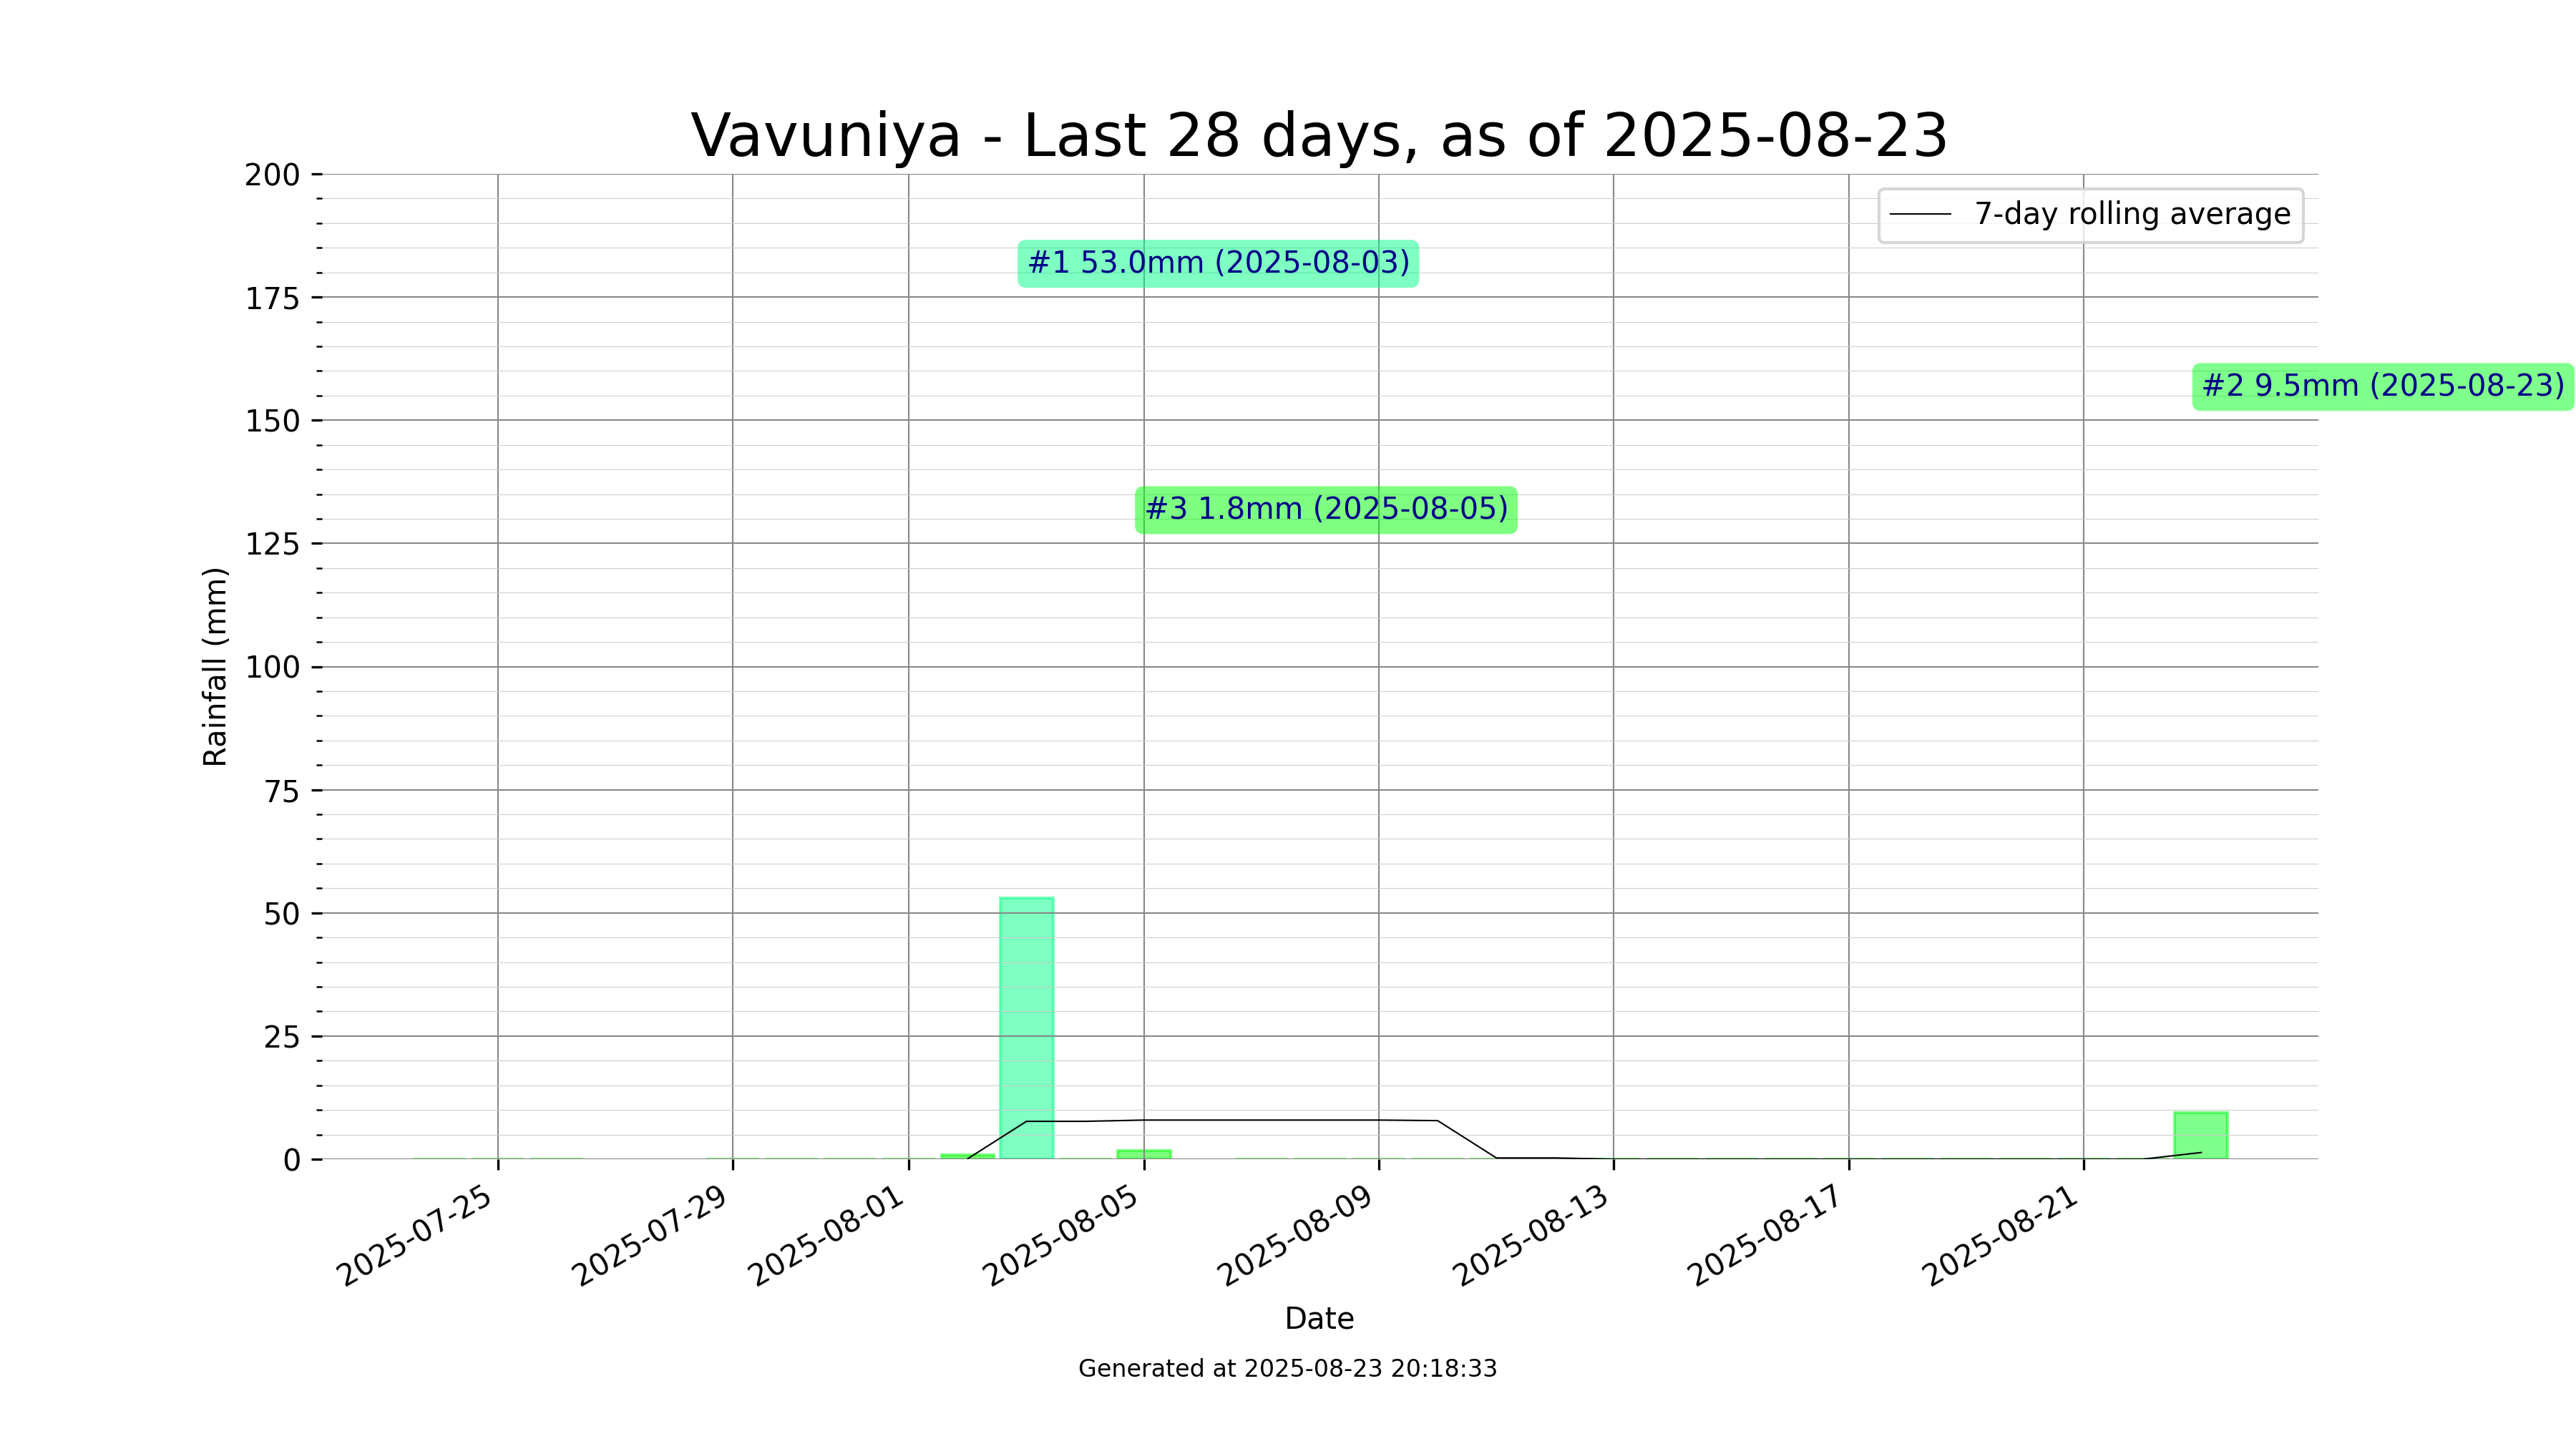 Vavuniya - Last 28 days, as of 2025-08-23
200
175
150
125
100
75
50
25
0
Rainfall (mm)
7-day rolling average
#1 53.0mm (2025-08-03)
#2 9.5mm (2025-08-23)
#3 1.8mm (2025-08-05)
2025-07-25
2025-07-29
2025-08-01
2025-08-05
2025-08-09
2025-08-13
2025-08-17
2025-08-21
Date
Generated at 2025-08-23 20:18:33